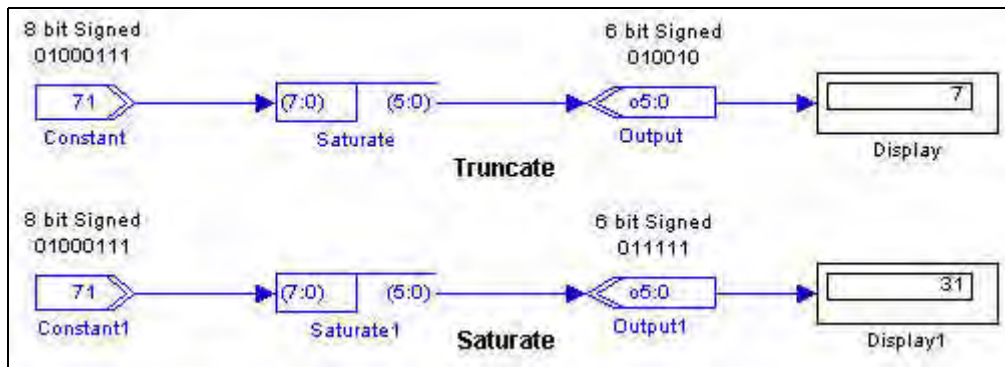 8 bit Signed 6 bit Signed
01000111 010010
71 (7:0) (5:0) o5:0 7
Constant Saturate Output Display
Truncate
8 bit Signed 6 bit Signed
01000111 011111
71 (7:0) (5:0) o5:0 31
Constant1 Saturate1 Output1 Display1
Saturate